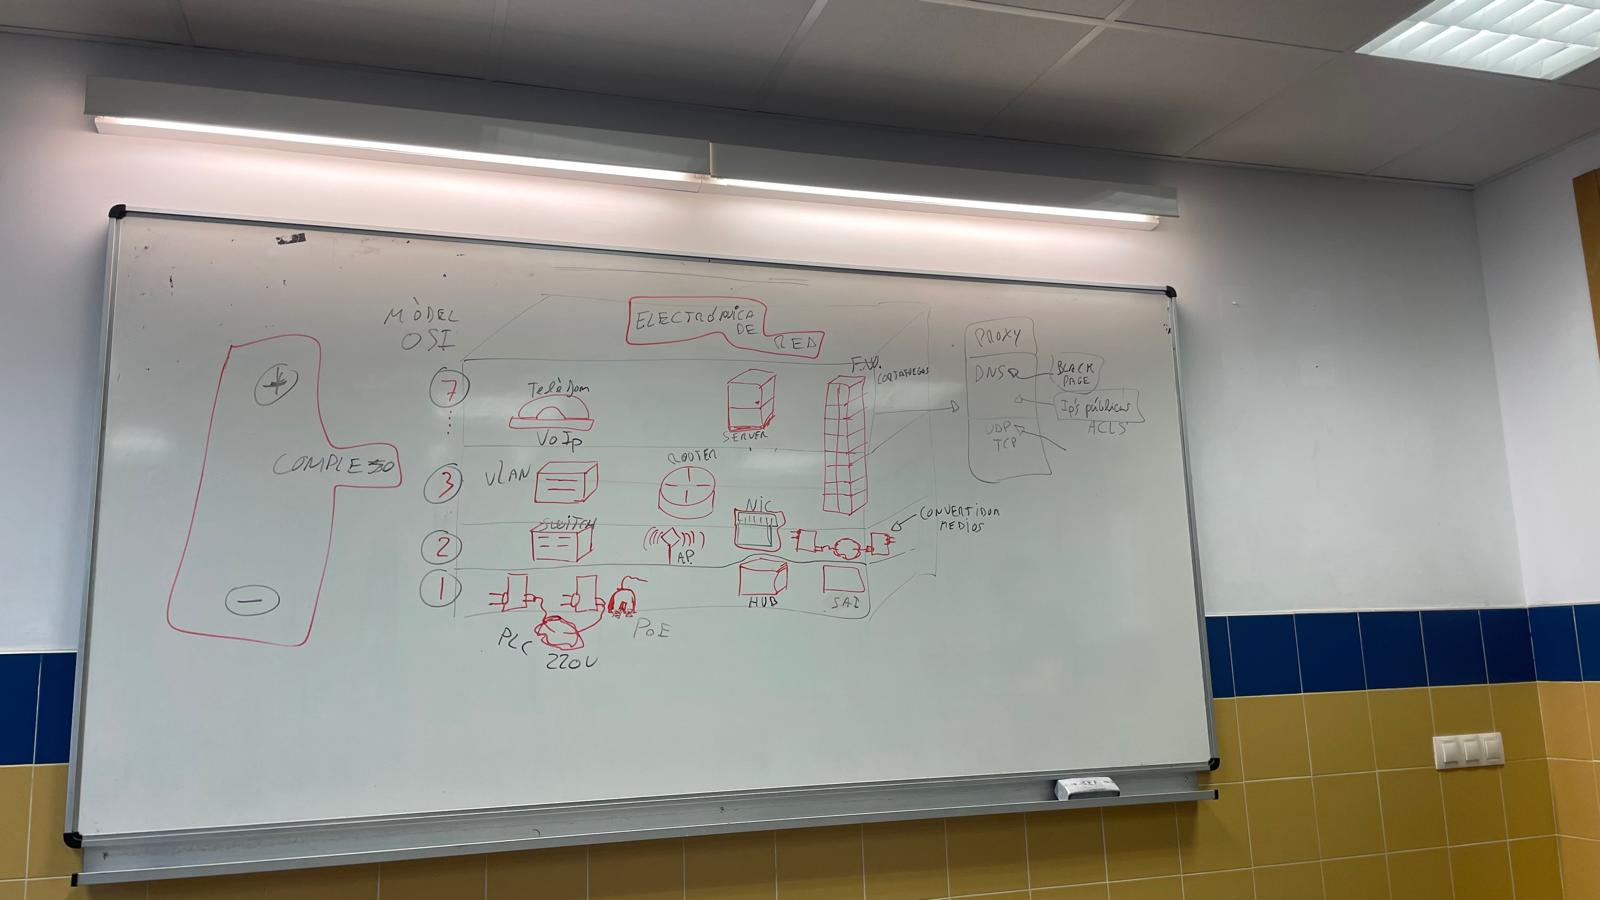 MÒDEL
OSI
ELECTRÓNICA
DE
RED
+
COMPLEJO
-
7
Telèfon
VoIp
SERVER
F.W.
CORTAFUEGOS
PROXY
DNS
BLACK
PAGE
Ip's públicas
ACLS
UDP
TCP
3
VLAN
ROUTER
2
SWITCH
A.P.
NIC
CONVERTIDOR
MEDIOS
1
PLC
220V
POE
HUB
SAI